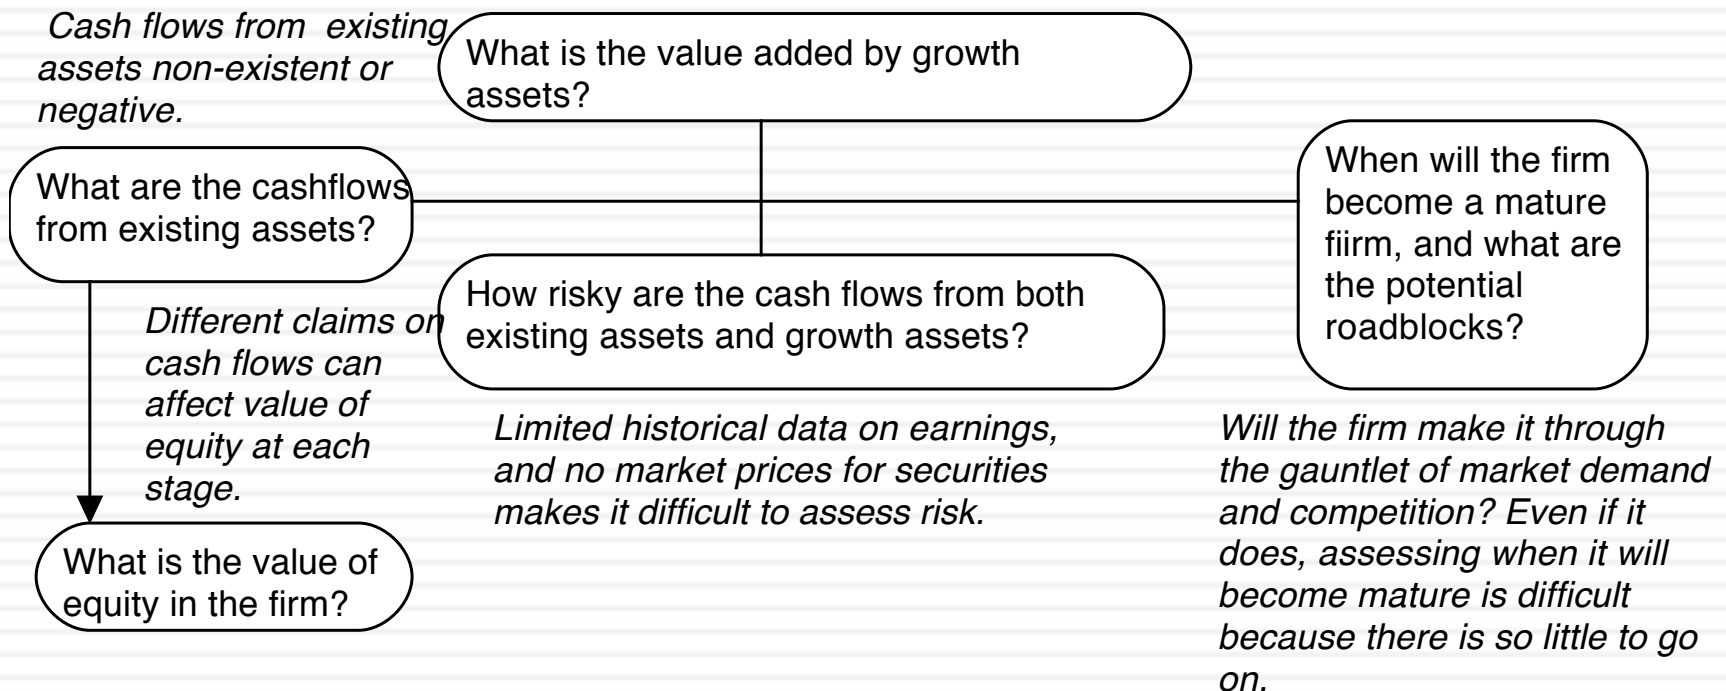 Cash flows from  existing
assets non-existent or
negative.
What is the value added by growth
assets?
What are the cashflows
from existing assets?
When will the firm
become a mature
fiirm, and what are
the potential
roadblocks?
How risky are the cash flows from both
existing assets and growth assets?
Different claims on
cash flows can
affect value of
equity at each
stage.
Limited historical data on earnings,
and no market prices for securities
makes it difficult to assess risk.
Will the firm make it through
the gauntlet of market demand
and competition? Even if it
does, assessing when it will
become mature is difficult
because there is so little to go
on.
What is the value of
equity in the firm?